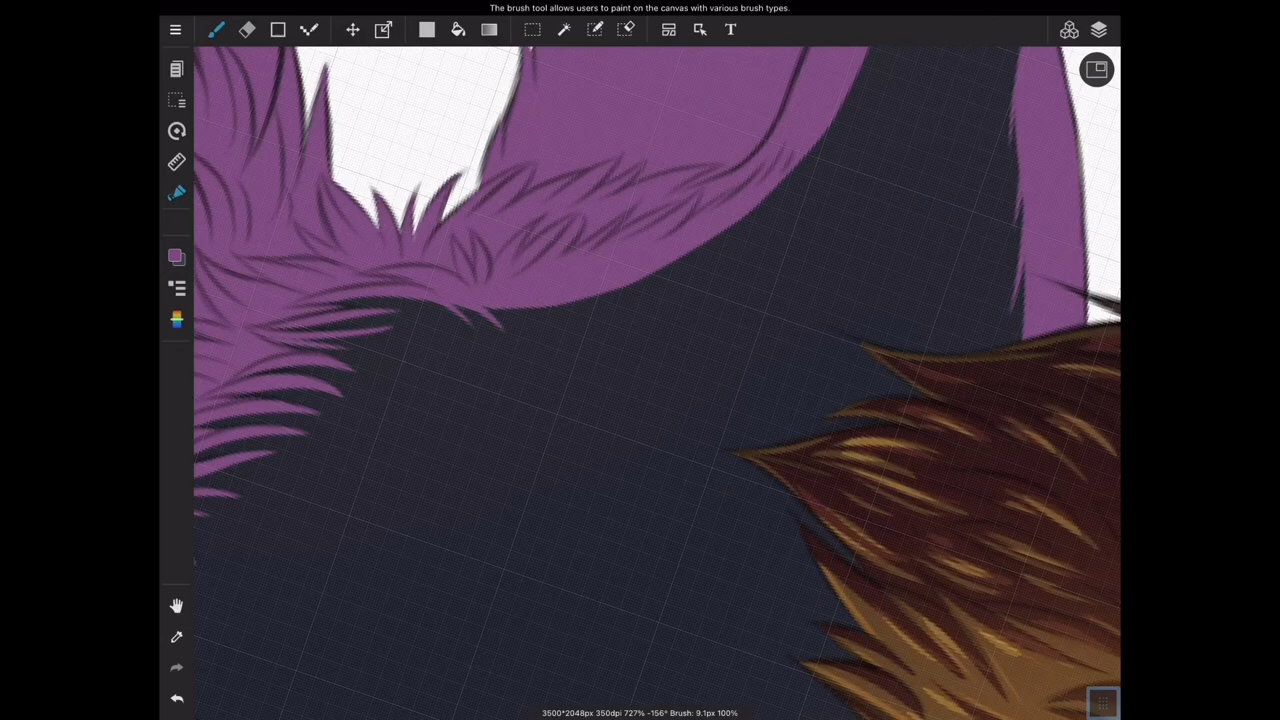 The brush tool allows users to paint on the canvas with various brush types.
T
3500*2048px 350dpi 727% -156° Brush: 9.1px 100%